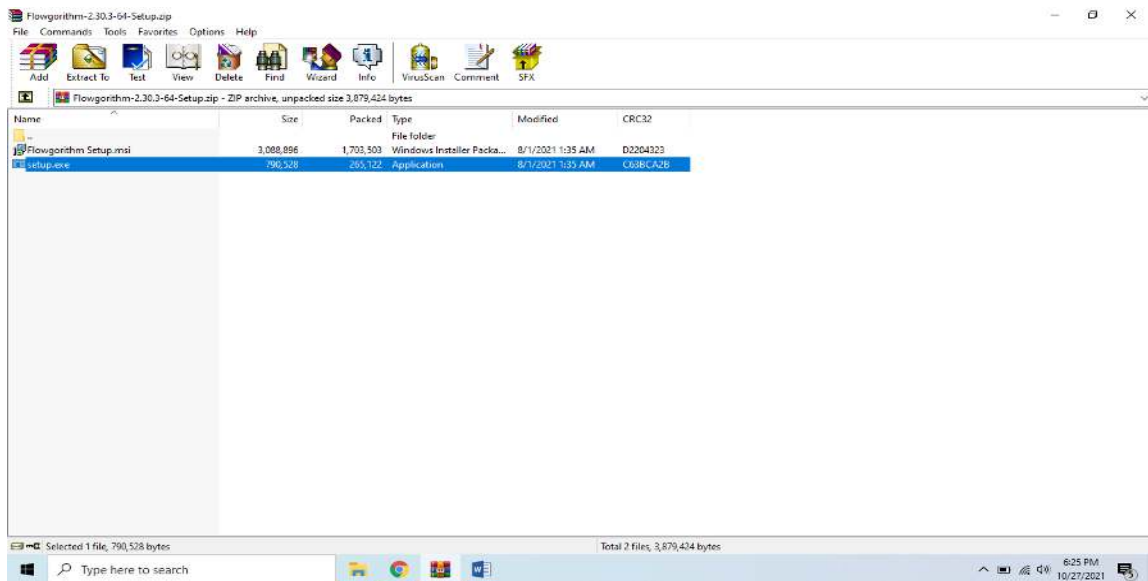 Flowgorithm-2.30.3-64-Setup.zip
File Commands Tools Favorites Options Help
Add Extract To Test View Delete Find Wizard Info VirusScan Comment SFX
Flowgorithm-2.30.3-64-Setup.zip - ZIP archive, unpacked size 3,879,424 bytes
Name Size Packed Type Modified CRC32
.. File folder
Flowgorithm Setup.msi 3,088,896 1,703,503 Windows Installer Packa... 8/1/2021 1:35 AM D2204323
setup.exe 790,528 265,122 Application 8/1/2021 1:35 AM C63BCA2B
Selected 1 file, 790,528 bytes Total 2 files, 3,879,424 bytes
Type here to search 6:25 PM
10/27/2021